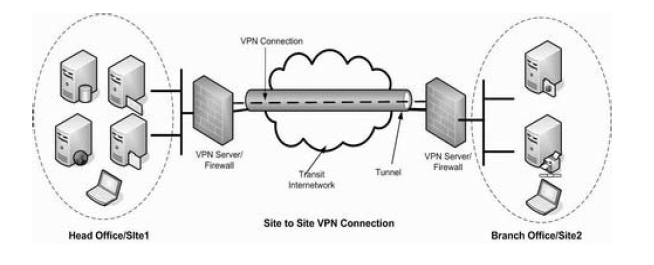 VPN Connection
VPN Server/
Firewall
Transit
Internetwork
Tunnel
VPN Server/
Firewall
Site to Site VPN Connection
Head Office/SIte1
Branch Office/Site2